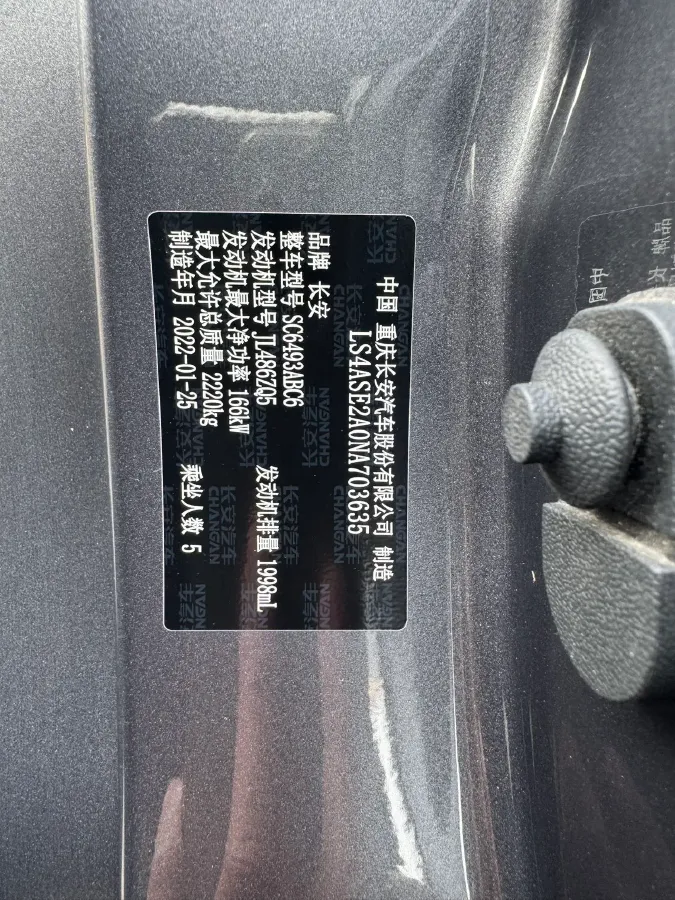 中国 重庆长安汽车股份有限公司 制造
LS4ASE2A0NA703635
品牌 长安
整车型号 SC6493ABC6
发动机型号 JL486ZQ5 发动机排量 1998mL
发动机最大净功率 166kW
最大允许总质量 2220kg
制造年月 2022-01-25 乘坐人数 5